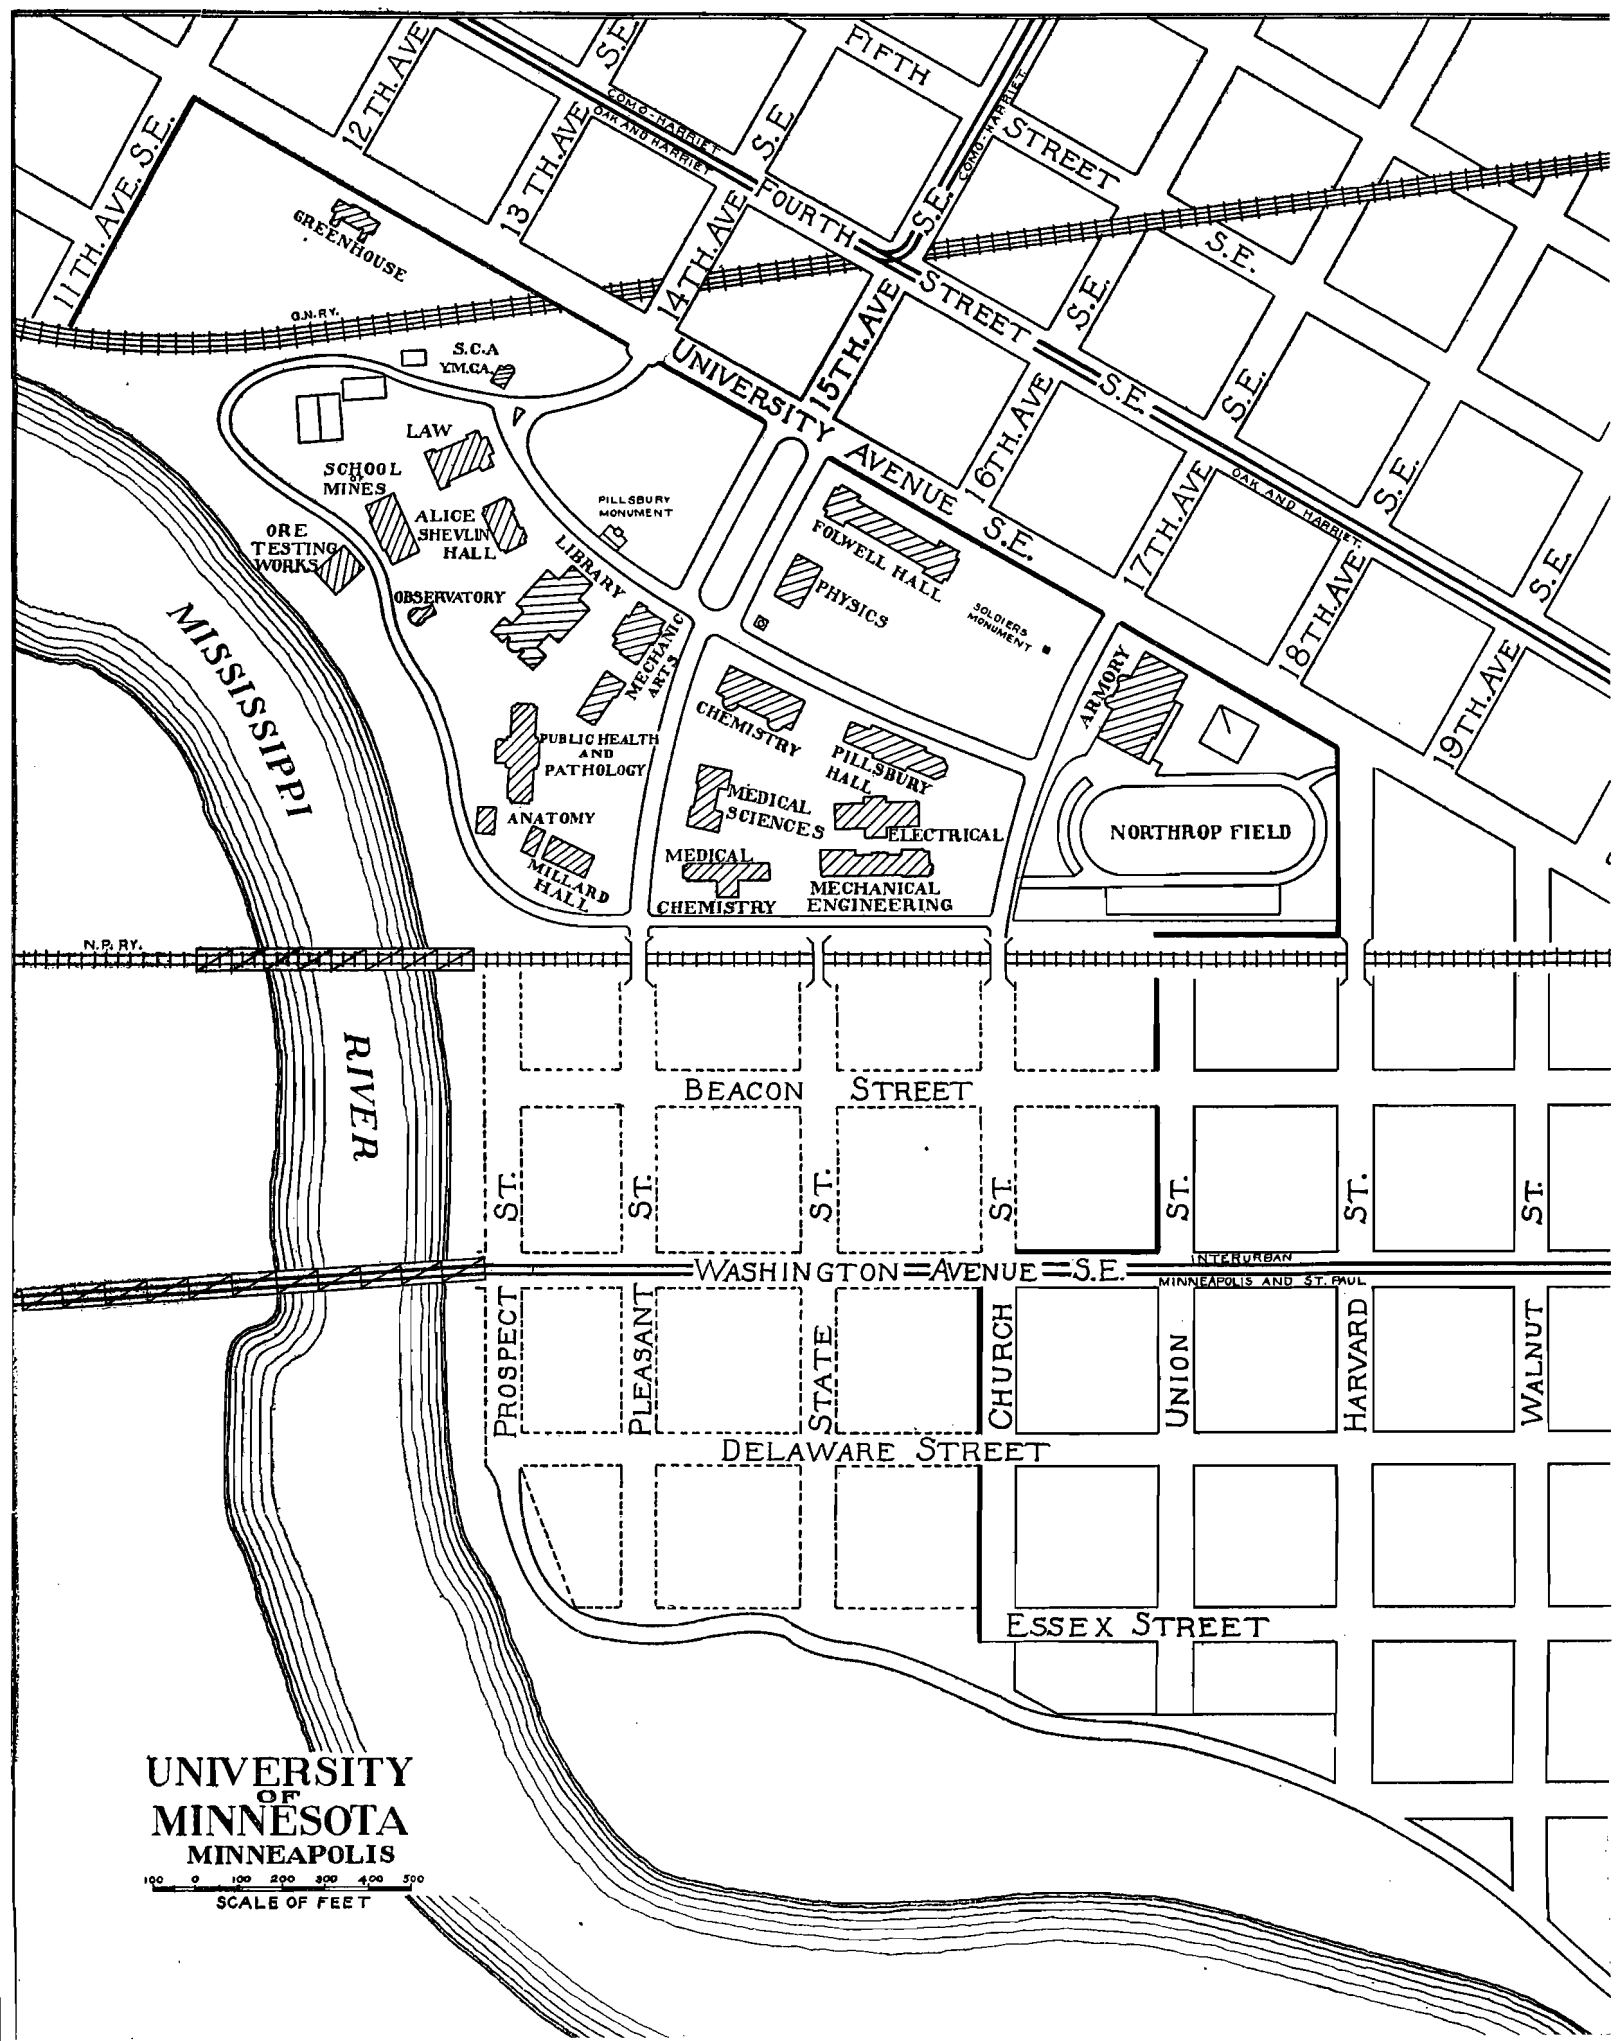 12TH. AVE
S.E.
FIFTH
STREET
S.E.
COMO-HARRIET
OAK AND HARRIET
COMO-HARRIET.
11TH. AVE. S.E.
13TH. AVE
S.E.
14TH. AVE
FOURTH
STREET
S.E.
S.E.
15TH. AVE
S.E.
16TH. AVE
S.E.
17TH. AVE
S.E.
18TH. AVE
S.E.
19TH. AVE
OAK AND HARRIET.
GREENHOUSE
G.N.RY.
UNIVERSITY
AVENUE S.E.
S.C.A
Y.M.C.A.
LAW
SCHOOL
OF
MINES
ALICE
SHEVLIN
HALL
ORE
TESTING
WORKS
OBSERVATORY
PILLSBURY
MONUMENT
LIBRARY
MECHANIC
ARTS
FOLWELL HALL
PHYSICS
SOLDIERS
MONUMENT
ARMORY
CHEMISTRY
PILLSBURY
HALL
PUBLIC HEALTH
AND
PATHOLOGY
MEDICAL
SCIENCES
ELECTRICAL
NORTHROP FIELD
ANATOMY
MILLARD
HALL
MEDICAL
CHEMISTRY
MECHANICAL
ENGINEERING
MISSISSIPPI
RIVER
N.P. RY.
BEACON STREET
ST.
ST.
ST.
ST.
ST.
ST.
ST.
WASHINGTON AVENUE S.E.
INTERURBAN
MINNEAPOLIS AND ST. PAUL
PROSPECT
PLEASANT
STATE
CHURCH
UNION
HARVARD
WALNUT
DELAWARE STREET
ESSEX STREET
UNIVERSITY
OF
MINNESOTA
MINNEAPOLIS
100 0 100 200 300 400 500
SCALE OF FEET